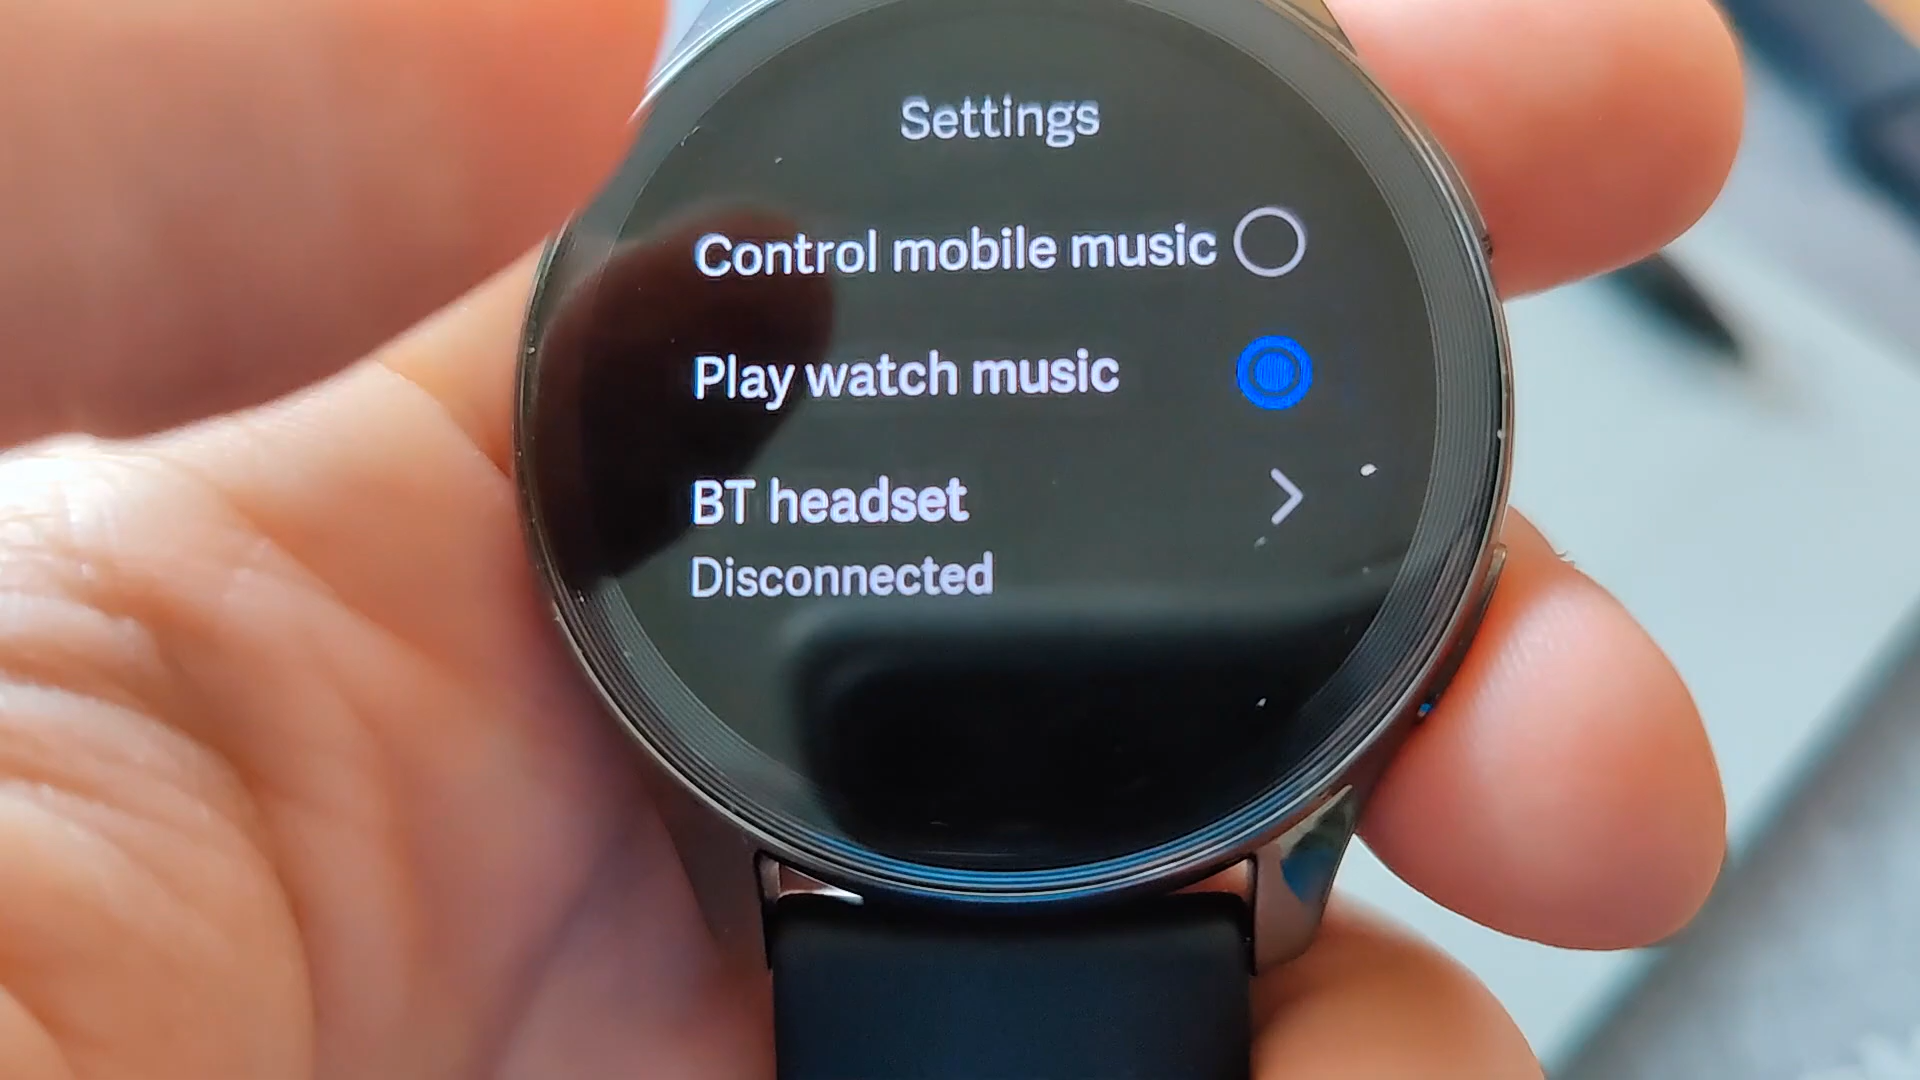 Settings
Control mobile music
Play watch music
BT headset
Disconnected